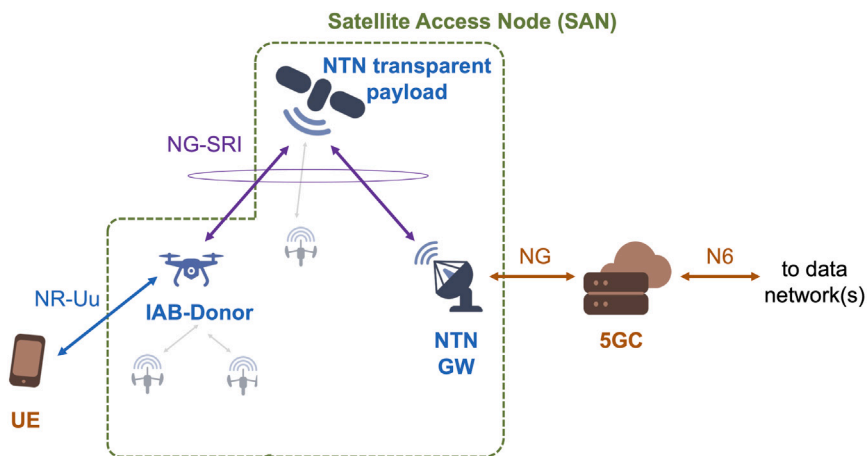 Satellite Access Node (SAN)
NTN transparent
payload
NG-SRI
NR-Uu
IAB-Donor
UE
NTN
GW
NG
5GC
N6
to data
network(s)